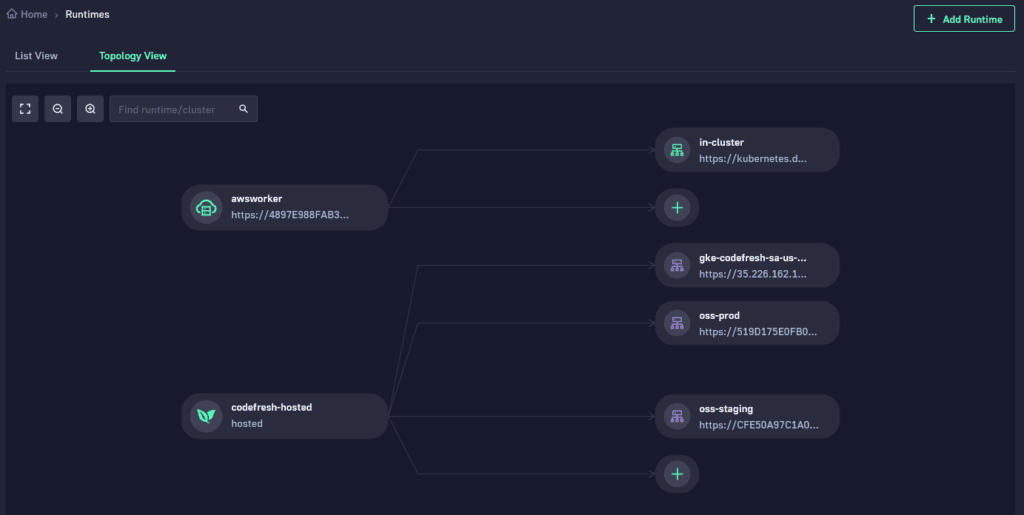 Home › Runtimes
+ Add Runtime
List View
Topology View
Find runtime/cluster
in-cluster
https://kubernetes.d...
awsworker
https://4897E988FAB3...
gke-codefresh-sa-us-...
https://35.226.162.1...
oss-prod
https://519D175E0FB0...
codefresh-hosted
hosted
oss-staging
https://CFE50A97C1A0...